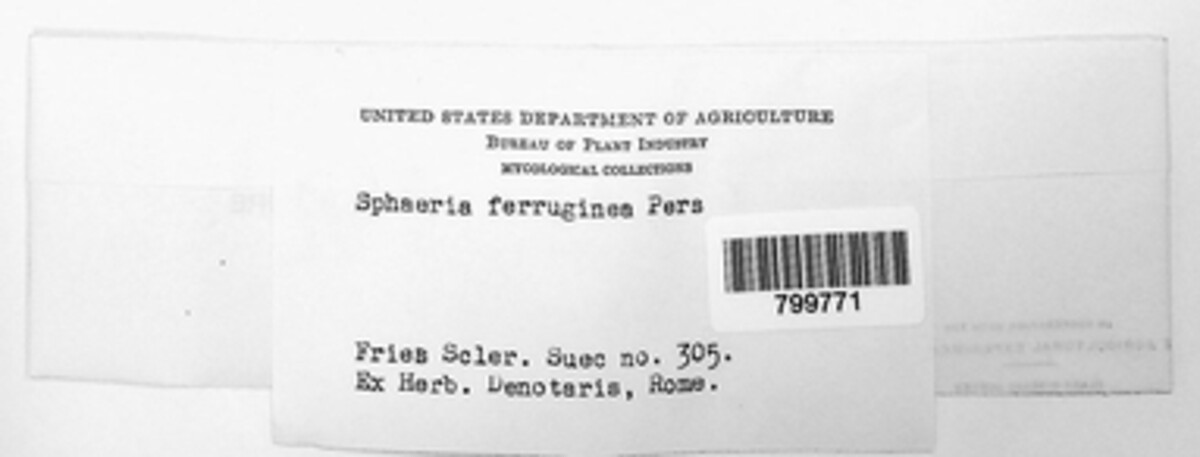 UNITED STATES DEPARTMENT OF AGRICULTURE
BUREAU OF PLANT INDUSTRY
MYCOLOGICAL COLLECTIONS
Sphaeria ferruginea Pers
799771
Fries Scler. Suec no. 305.
Ex Herb. Denotaris, Rome.